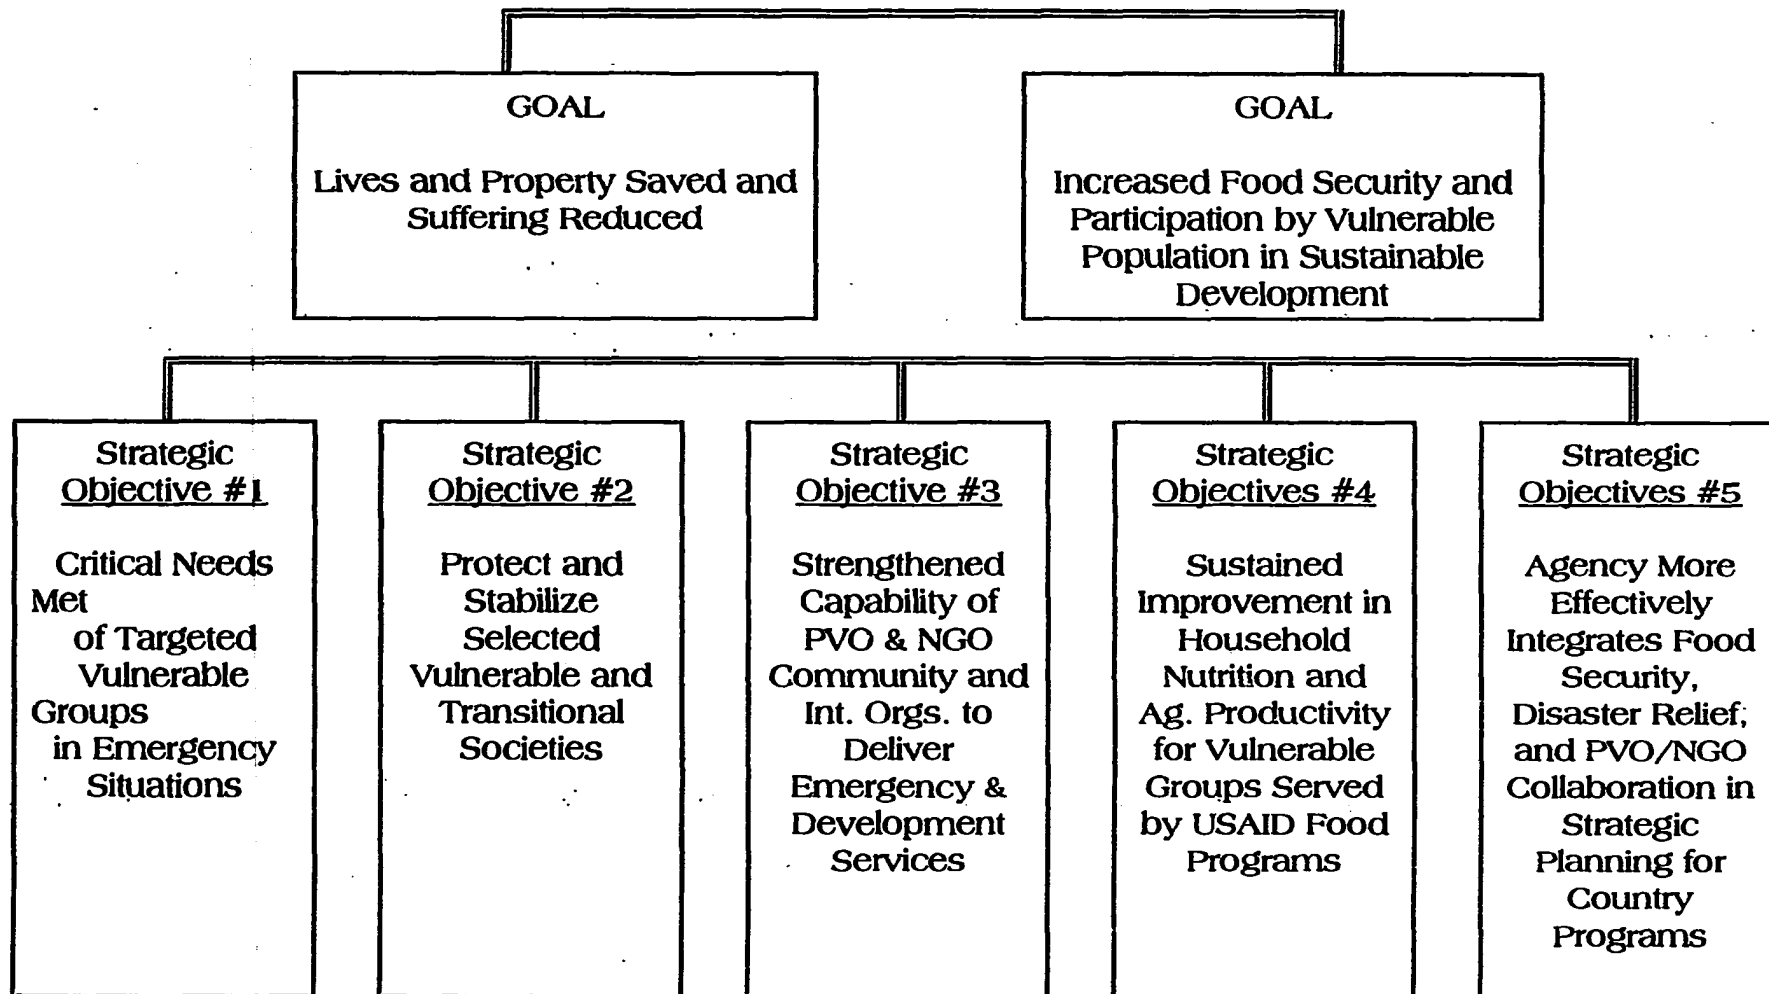 GOAL
Lives and Property Saved and
Suffering Reduced
GOAL
Increased Food Security and
Participation by Vulnerable
Population in Sustainable
Development
Strategic
Objective #1
Critical Needs
Met
of Targeted
Vulnerable
Groups
in Emergency
Situations
Strategic
Objective #2
Protect and
Stabilize
Selected
Vulnerable and
Transitional
Societies
Strategic
Objective #3
Strengthened
Capability of
PVO & NGO
Community and
Int. Orgs. to
Deliver
Emergency &
Development
Services
Strategic
Objectives #4
Sustained
Improvement in
Household
Nutrition and
Ag. Productivity
for Vulnerable
Groups Served
by USAID Food
Programs
Strategic
Objectives #5
Agency More
Effectively
Integrates Food
Security,
Disaster Relief,
and PVO/NGO
Collaboration in
Strategic
Planning for
Country
Programs